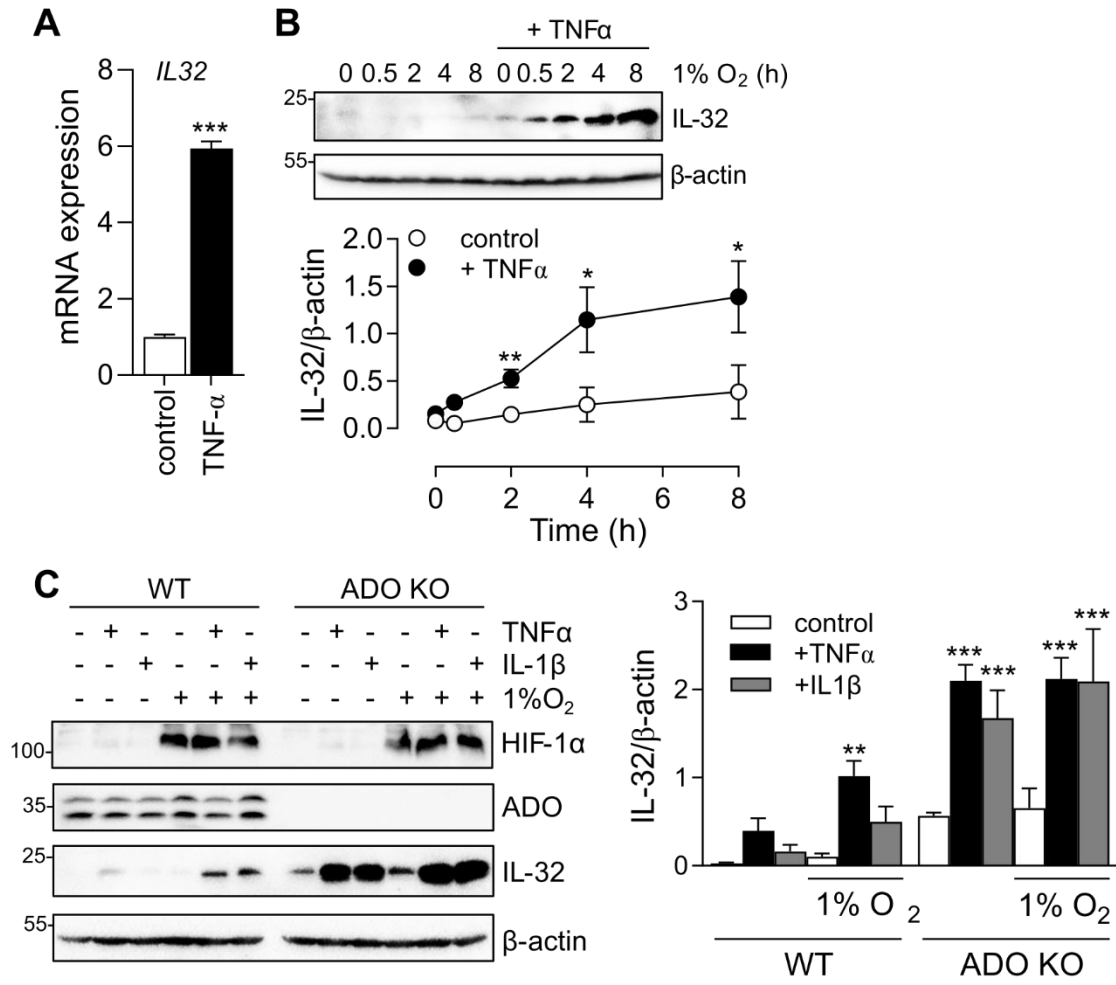 A
IL32
8
6
4
2
0
mRNA expression
***
control
TNF-α
B
+ TNFα
0 0.5 2 4 8 0 0.5 2 4 8 1% O₂ (h)
25
IL-32
55
β-actin
2.0
1.5
1.0
0.5
0.0
IL-32/β-actin
control
+ TNFα
** * *
0 2 4 6 8
Time (h)
C
WT ADO KO
- + - - + - - + - - + - TNFα
- - + - - + - - + - - + IL-1β
- - - + + + - - - + + + 1%O₂
100 HIF-1α
35 ADO
25 IL-32
55 β-actin
3
2
1
0
IL-32/β-actin
control
+TNFα
+IL1β
** *** *** *** ***
1% O ₂ 1% O ₂
WT ADO KO